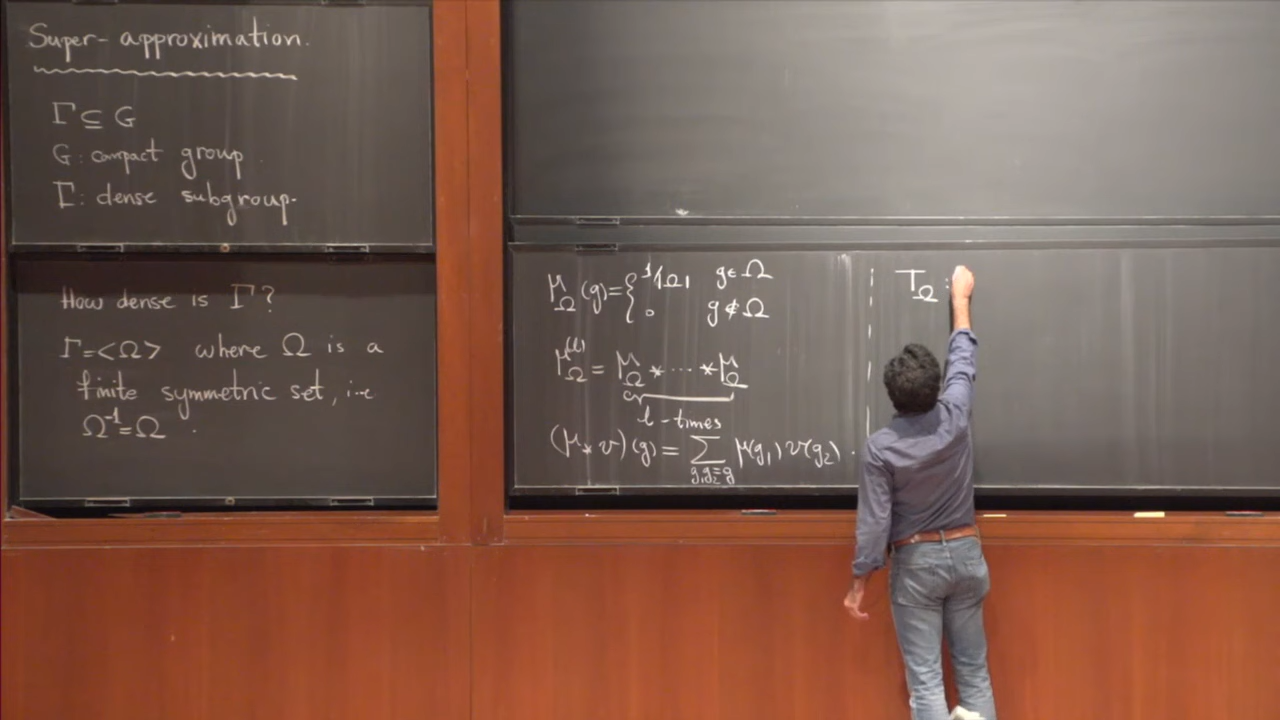 Super-approximation.
Γ ⊆ G
G: compact group.
Γ: dense subgroup.
How dense is Γ?
Γ=<Ω> where Ω is a
finite symmetric set, i.e
Ω⁻¹=Ω.
μ_Ω(g)={ 1/|Ω| g∈Ω
0 g∉Ω
μ_Ω^(l) = μ_Ω * ⋯ * μ_Ω
l-times
(μ*ν)(g) = Σ_{g₁g₂=g} μ(g₁)ν(g₂).
T_Ω :